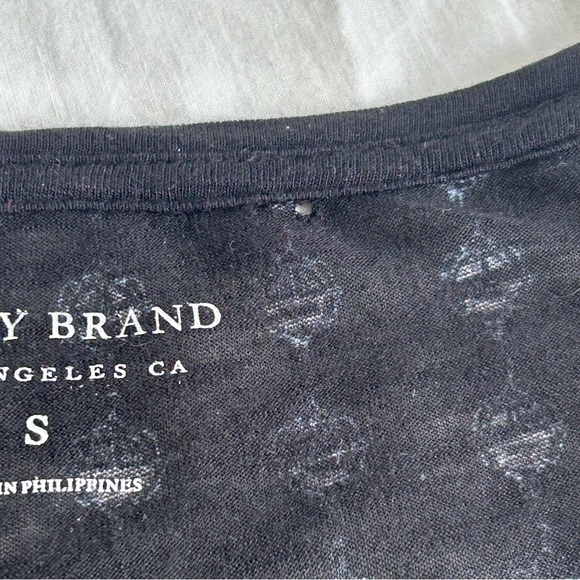 Y BRAND
NGELES CA
S
IN PHILIPPINES